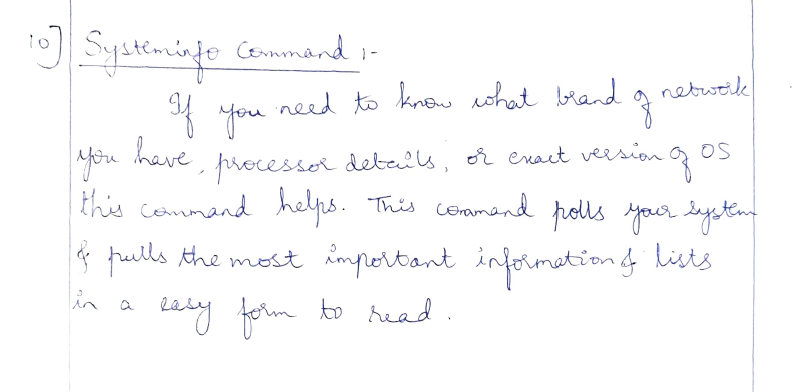 10] Systeminfo Command :-
If you need to know what brand of network
you have, processor details, or exact version of OS
this command helps. This command polls your system
& pulls the most important information & lists
in a easy form to read.